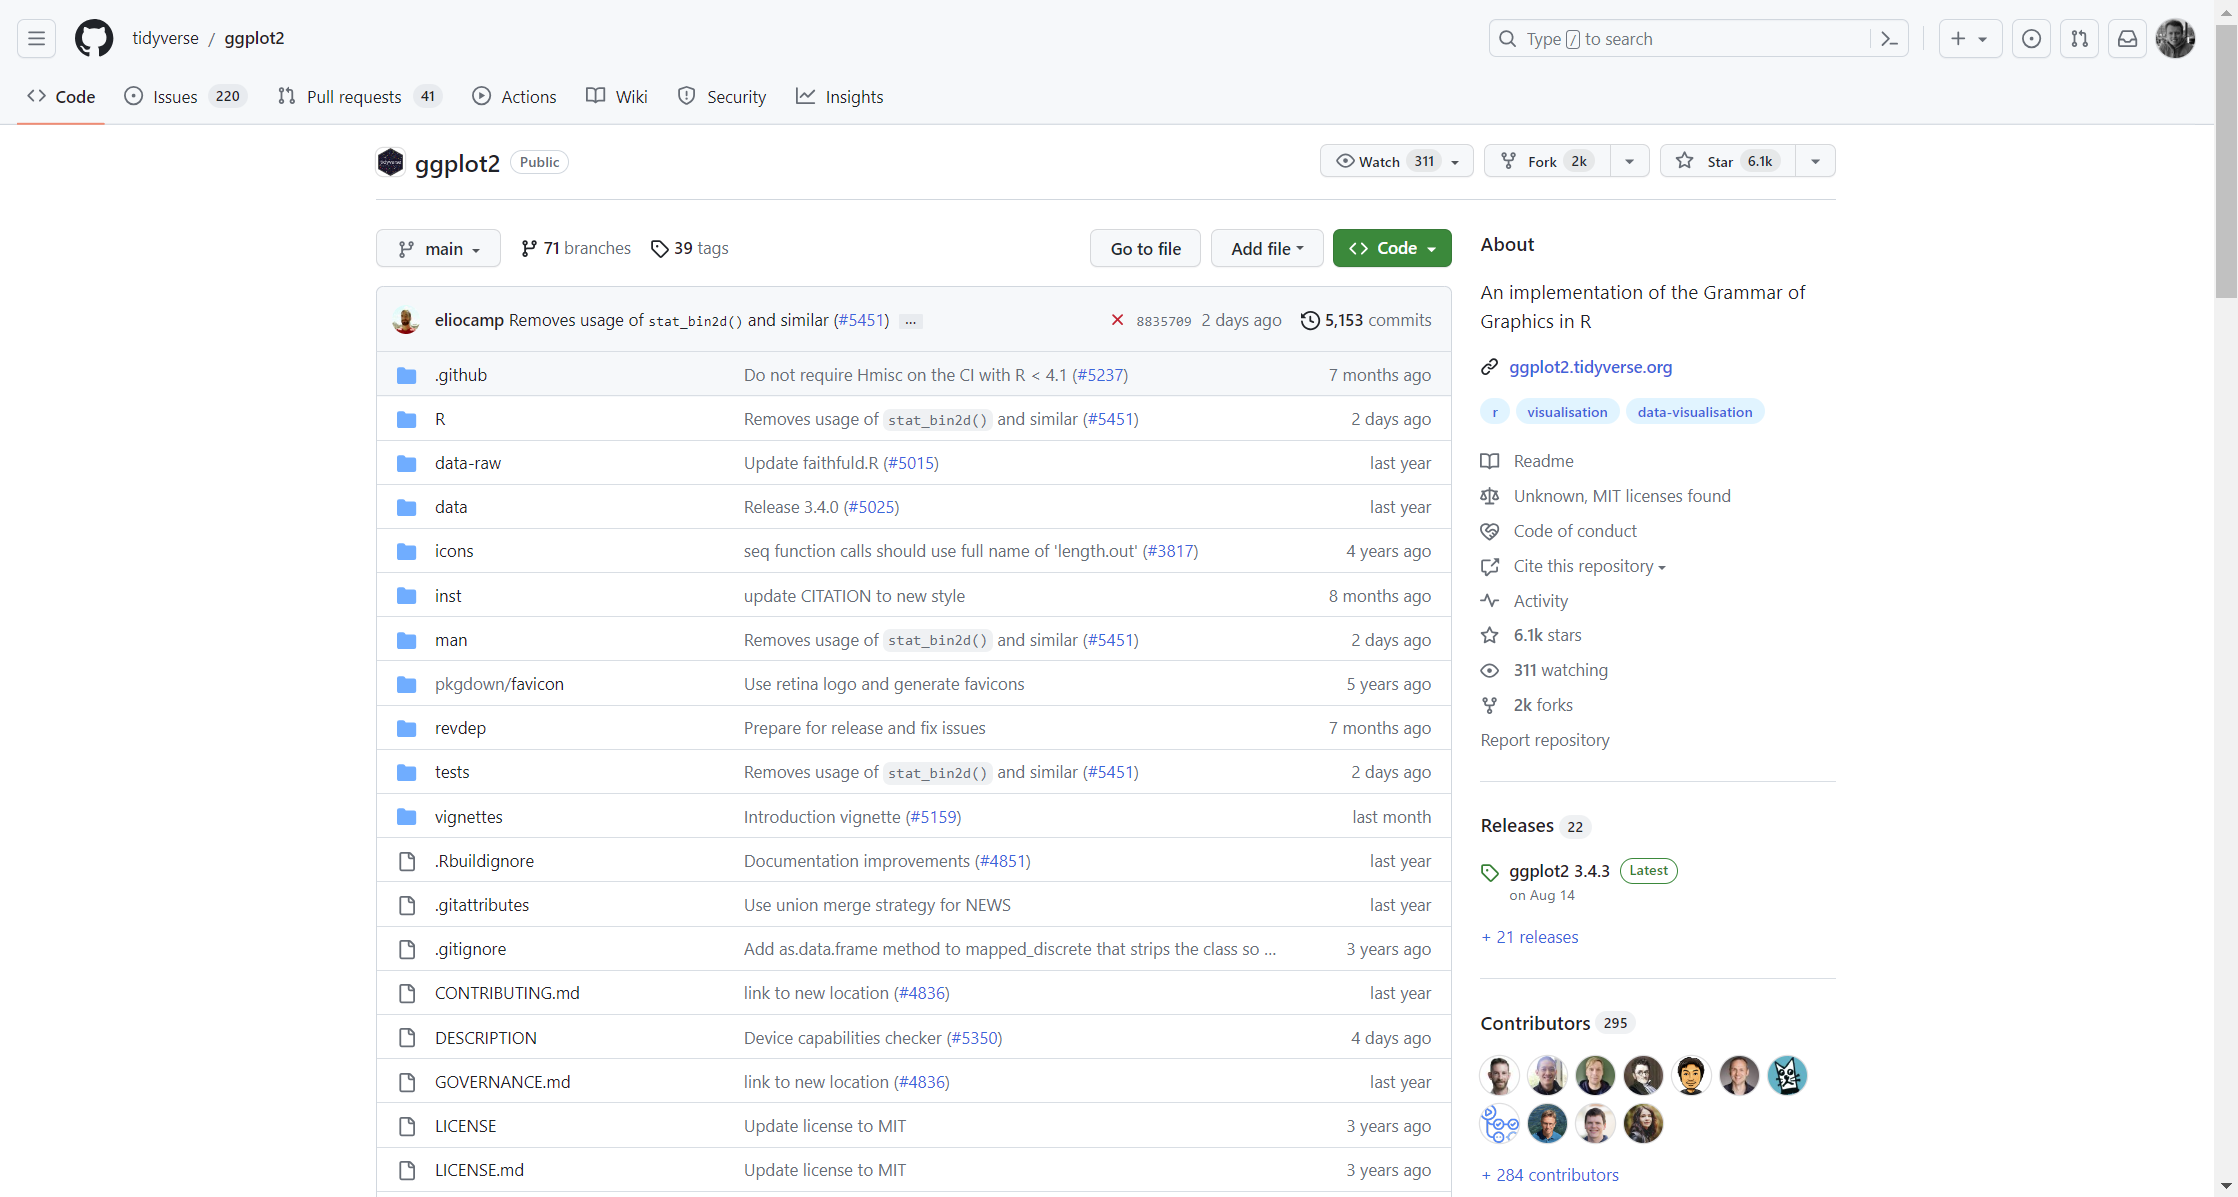 tidyverse / ggplot2
Type / to search
Code
Issues 220
Pull requests 41
Actions
Wiki
Security
Insights
ggplot2 Public
Watch 311
Fork 2k
Star 6.1k
main
71 branches
39 tags
Go to file
Add file
Code
eliocamp Removes usage of stat_bin2d() and similar (#5451) ...
8835709 2 days ago
5,153 commits
.github Do not require Hmisc on the CI with R < 4.1 (#5237) 7 months ago
R Removes usage of stat_bin2d() and similar (#5451) 2 days ago
data-raw Update faithfuld.R (#5015) last year
data Release 3.4.0 (#5025) last year
icons seq function calls should use full name of 'length.out' (#3817) 4 years ago
inst update CITATION to new style 8 months ago
man Removes usage of stat_bin2d() and similar (#5451) 2 days ago
pkgdown/favicon Use retina logo and generate favicons 5 years ago
revdep Prepare for release and fix issues 7 months ago
tests Removes usage of stat_bin2d() and similar (#5451) 2 days ago
vignettes Introduction vignette (#5159) last month
.Rbuildignore Documentation improvements (#4851) last year
.gitattributes Use union merge strategy for NEWS last year
.gitignore Add as.data.frame method to mapped_discrete that strips the class so ... 3 years ago
CONTRIBUTING.md link to new location (#4836) last year
DESCRIPTION Device capabilities checker (#5350) 4 days ago
GOVERNANCE.md link to new location (#4836) last year
LICENSE Update license to MIT 3 years ago
LICENSE.md Update license to MIT 3 years ago
About
An implementation of the Grammar of
Graphics in R
ggplot2.tidyverse.org
r visualisation data-visualisation
Readme
Unknown, MIT licenses found
Code of conduct
Cite this repository
Activity
6.1k stars
311 watching
2k forks
Report repository
Releases 22
ggplot2 3.4.3 Latest
on Aug 14
+ 21 releases
Contributors 295
+ 284 contributors